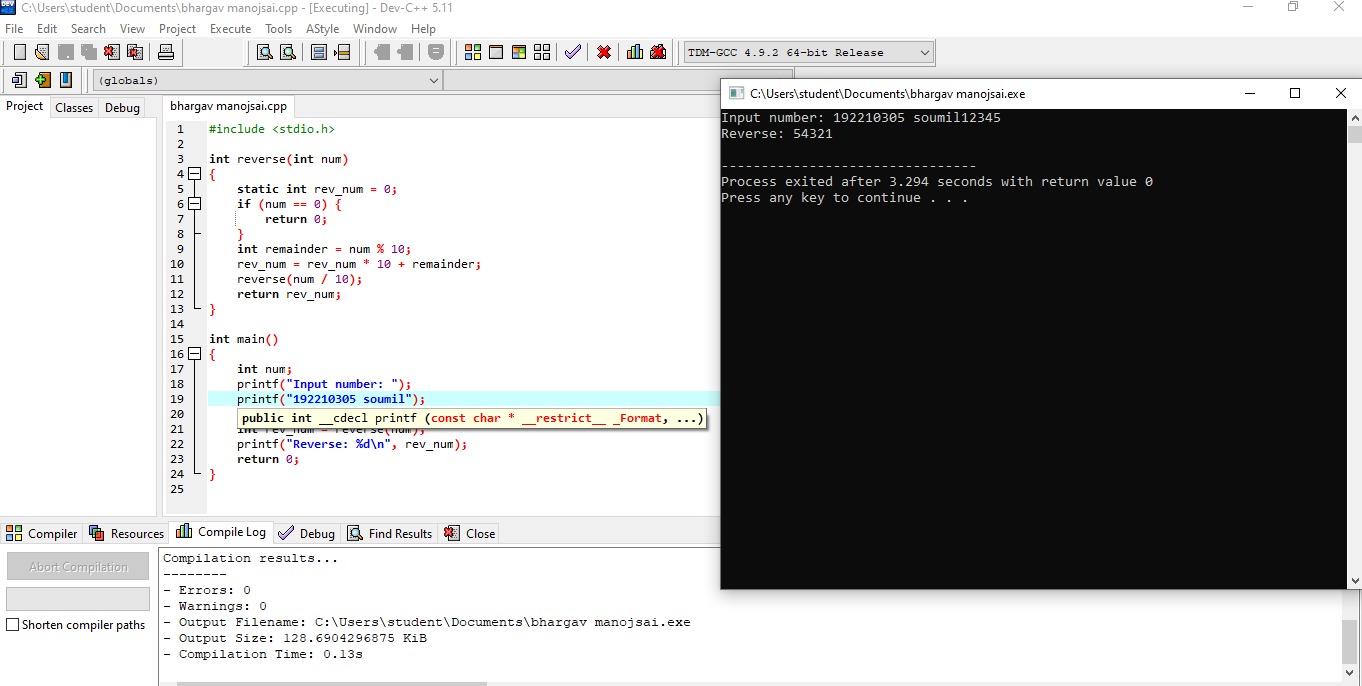 C:\Users\student\Documents\bhargav manojsai.cpp - [Executing] - Dev-C++ 5.11
File Edit Search View Project Execute Tools AStyle Window Help
TDM-GCC 4.9.2 64-bit Release
(globals)
Project Classes Debug
bhargav manojsai.cpp
1 #include <stdio.h>
2
3 int reverse(int num)
4 {
5 static int rev_num = 0;
6 if (num == 0) {
7 return 0;
8 }
9 int remainder = num % 10;
10 rev_num = rev_num * 10 + remainder;
11 reverse(num / 10);
12 return rev_num;
13 }
14
15 int main()
16 {
17 int num;
18 printf("Input number: ");
19 printf("192210305 soumil");
20
public int __cdecl printf (const char * __restrict__ _Format, ...)
21 int rev_num = reverse(num);
22 printf("Reverse: %d\n", rev_num);
23 return 0;
24 }
25
C:\Users\student\Documents\bhargav manojsai.exe
Input number: 192210305 soumil12345
Reverse: 54321
--------------------------------
Process exited after 3.294 seconds with return value 0
Press any key to continue . . .
Compiler Resources Compile Log Debug Find Results Close
Abort Compilation
Shorten compiler paths
Compilation results...
--------
- Errors: 0
- Warnings: 0
- Output Filename: C:\Users\student\Documents\bhargav manojsai.exe
- Output Size: 128.6904296875 KiB
- Compilation Time: 0.13s